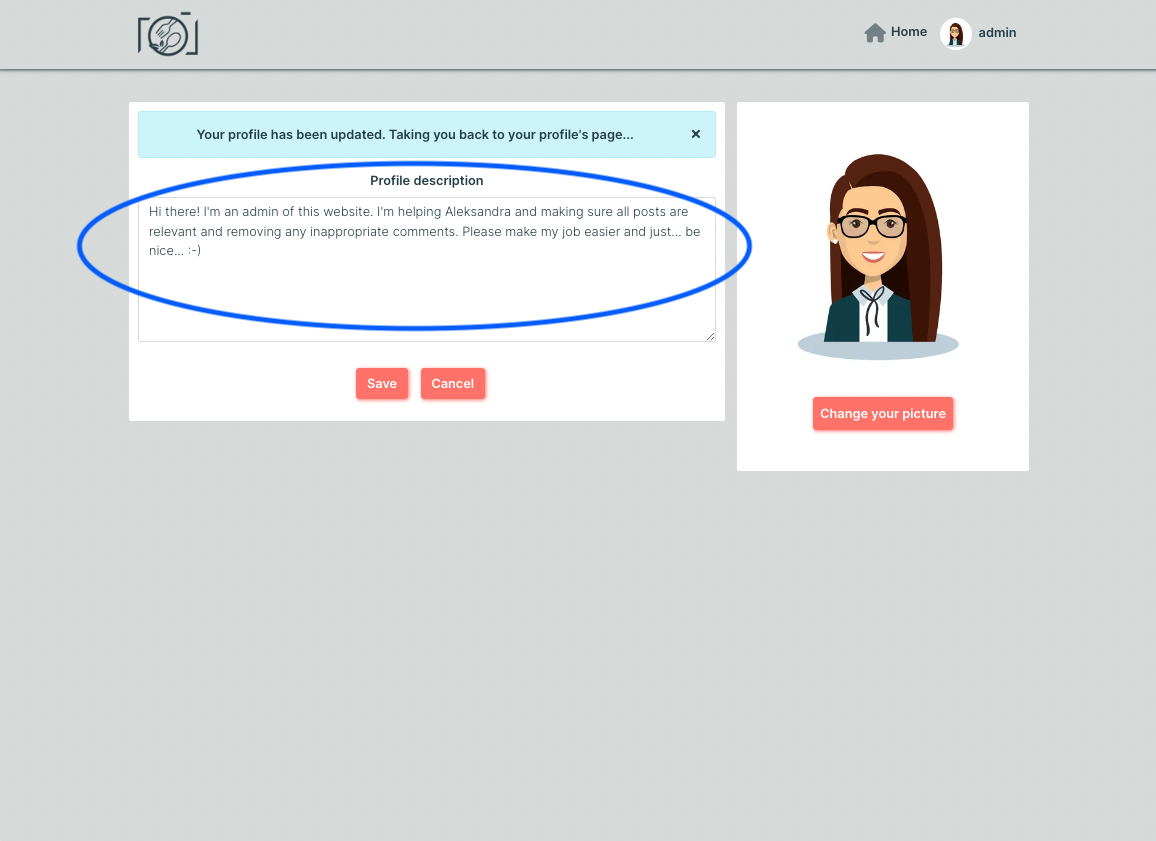 Home
admin
Your profile has been updated. Taking you back to your profile's page...
×
Profile description
Hi there! I'm an admin of this website. I'm helping Aleksandra and making sure all posts are
relevant and removing any inappropriate comments. Please make my job easier and just... be
nice... :-)
Save
Cancel
Change your picture